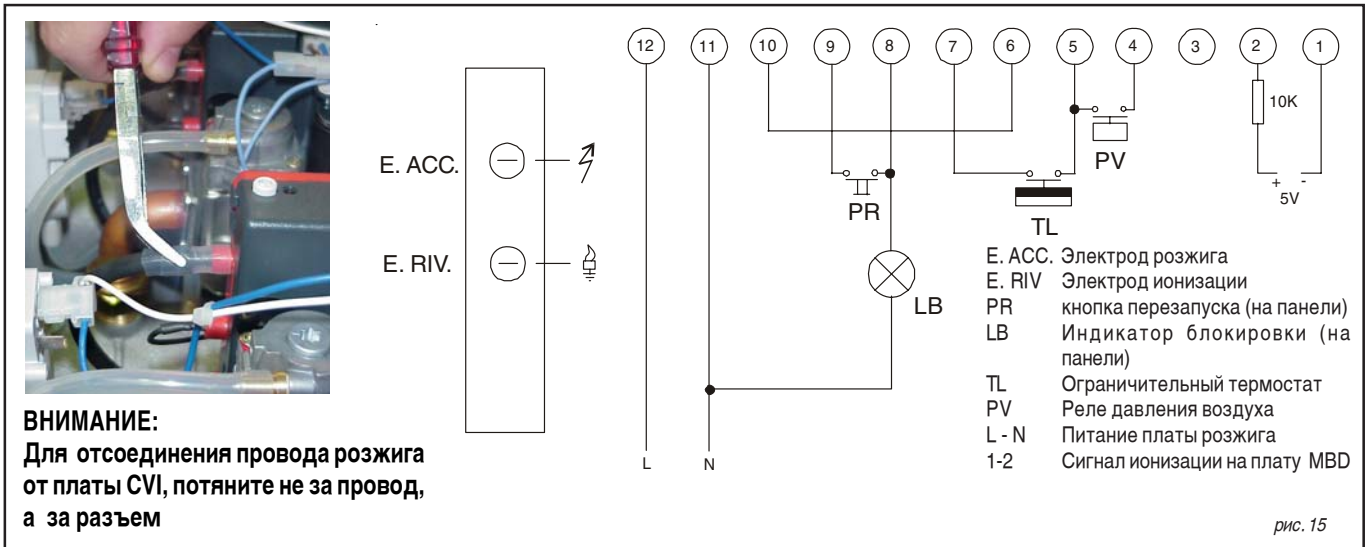 12 11 10 9 8 7 6 5 4 3 2 1
10K
E. ACC.
PV
+ -
5V
PR
TL
E. RIV.
LB
E. ACC. Электрод розжига
E. RIV Электрод ионизации
PR кнопка перезапуска (на панели)
LB Индикатор блокировки (на
панели)
TL Ограничительный термостат
PV Реле давления воздуха
L - N Питание платы розжига
1-2 Сигнал ионизации на плату MBD
L N
ВНИМАНИЕ:
Для отсоединения провода розжига
от платы CVI, потяните не за провод,
а за разъем
рис. 15